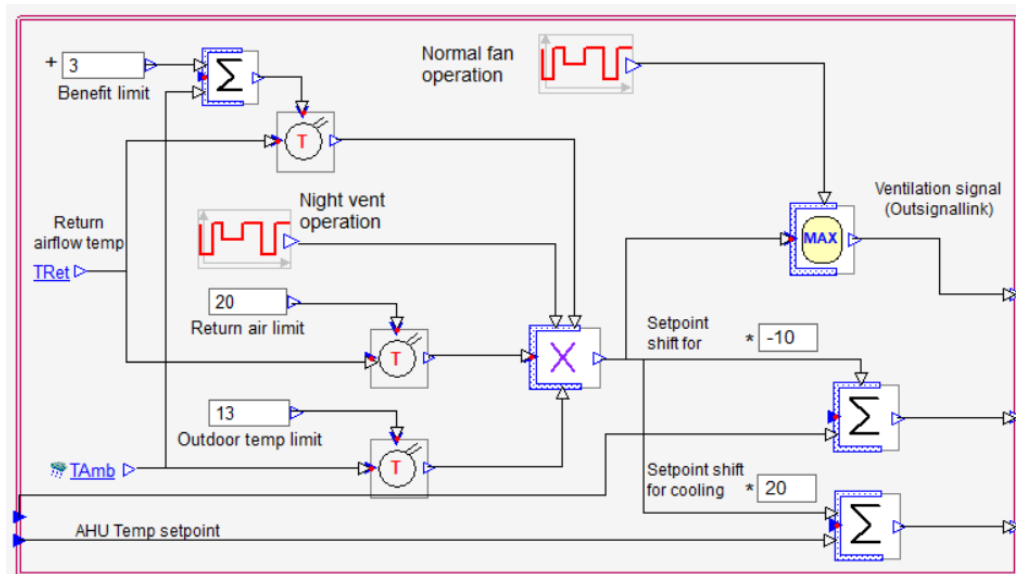 + 3
Benefit limit
Σ
T
Normal fan
operation
Night vent
operation
Return
airflow temp
TRet
20
Return air limit
T
13
Outdoor temp limit
T
TAmb
AHU Temp setpoint
X
MAX
Ventilation signal
(Outsignallink)
Setpoint
shift for
* -10
Σ
Setpoint shift
for cooling
* 20
Σ